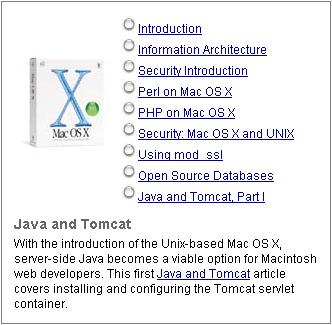 Introduction
Information Architecture
Security Introduction
Perl on Mac OS X
PHP on Mac OS X
Security: Mac OS X and UNIX
Using mod_ssl
Open Source Databases
Java and Tomcat, Part I
X
Mac OS X
Java and Tomcat
With the introduction of the Unix-based Mac OS X,
server-side Java becomes a viable option for Macintosh
web developers. This first Java and Tomcat article
covers installing and configuring the Tomcat servlet
container.